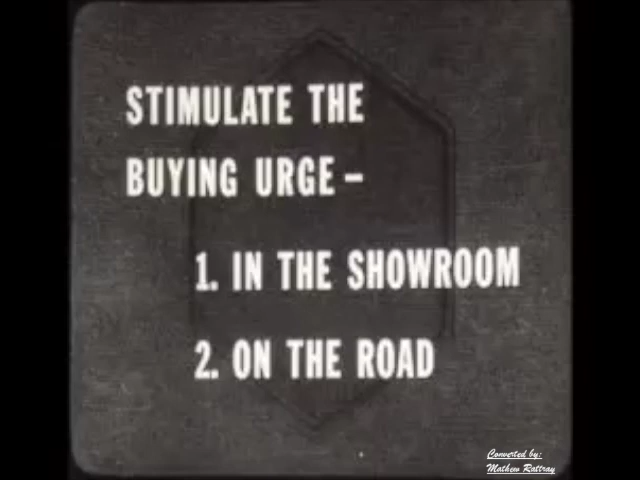 STIMULATE THE
BUYING URGE –
1. IN THE SHOWROOM
2. ON THE ROAD
Converted by:
Mathew Rattray